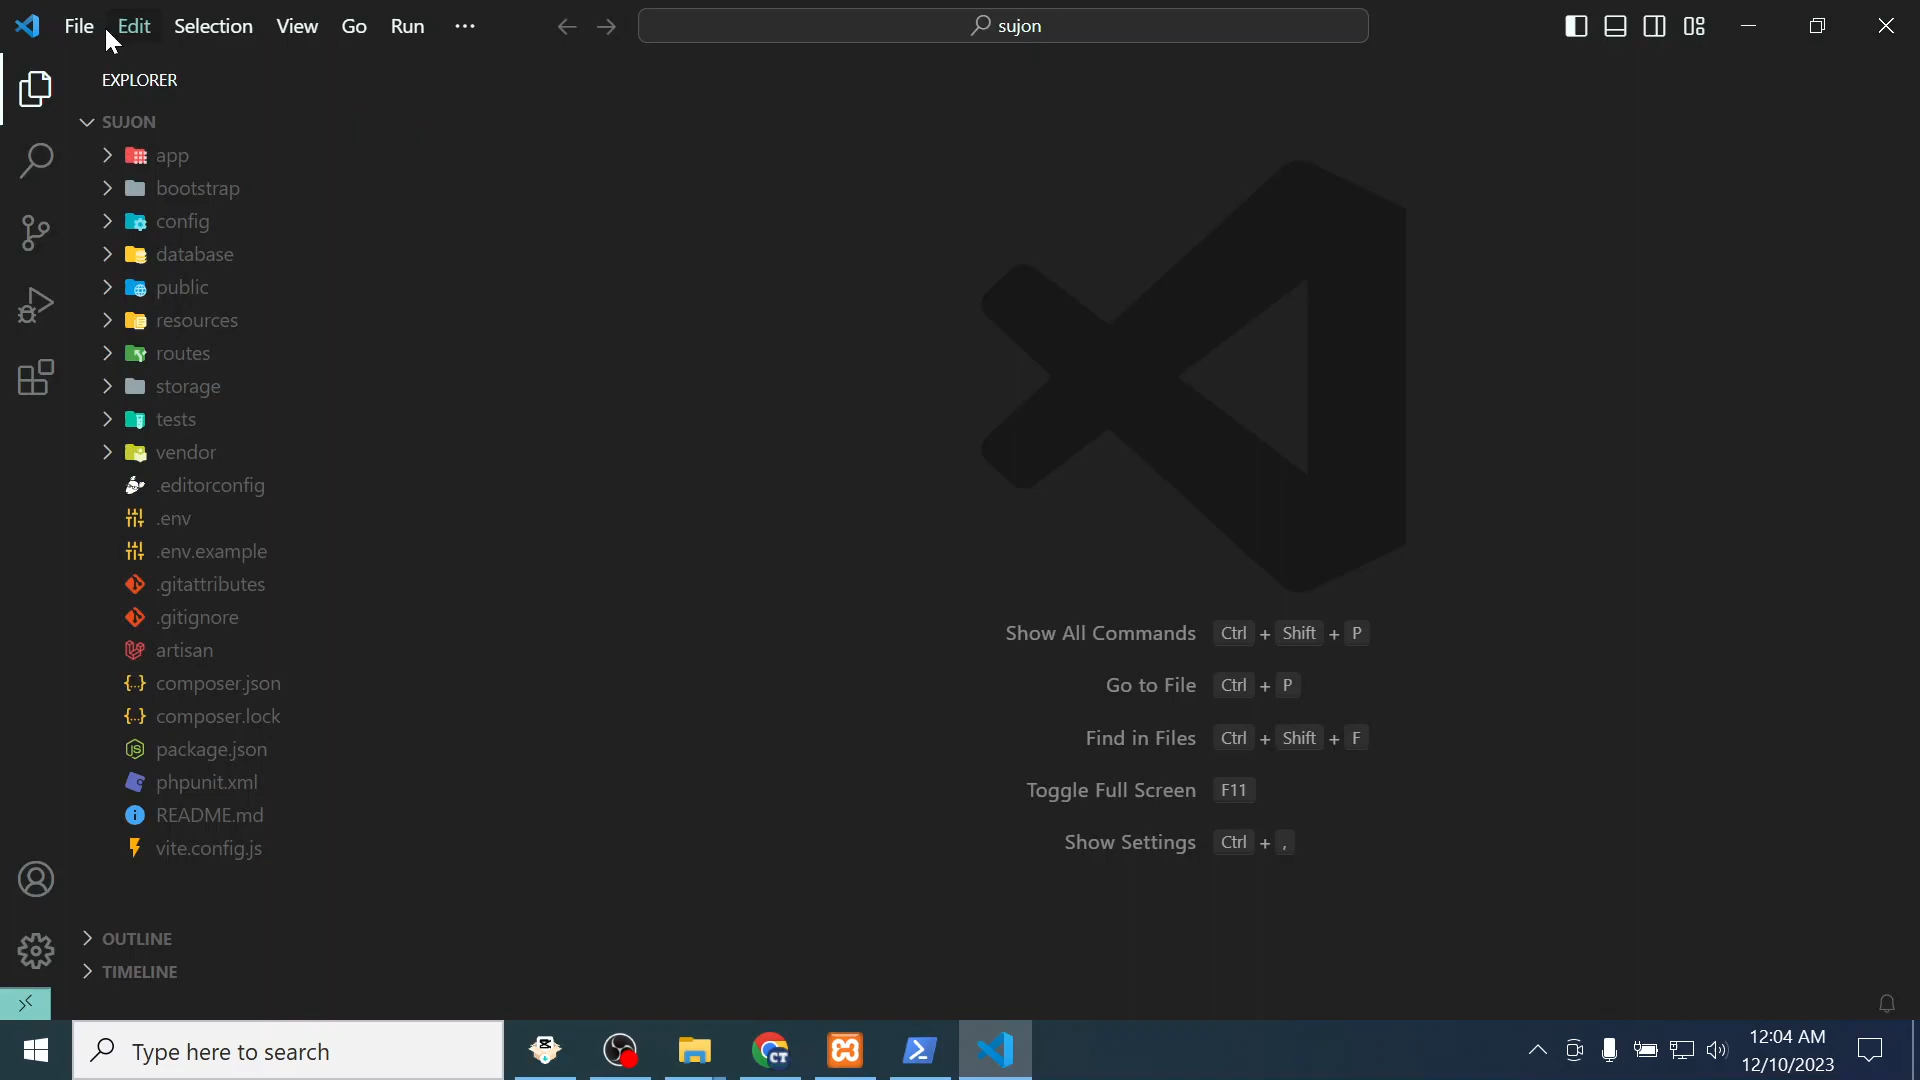 File Edit Selection View Go Run ...
sujon
EXPLORER
SUJON
app
bootstrap
config
database
public
resources
routes
storage
tests
vendor
.editorconfig
.env
.env.example
.gitattributes
.gitignore
artisan
composer.json
composer.lock
package.json
phpunit.xml
README.md
vite.config.js
OUTLINE
TIMELINE
Show All Commands Ctrl + Shift + P
Go to File Ctrl + P
Find in Files Ctrl + Shift + F
Toggle Full Screen F11
Show Settings Ctrl + ,
Type here to search
CT
12:04 AM
12/10/2023